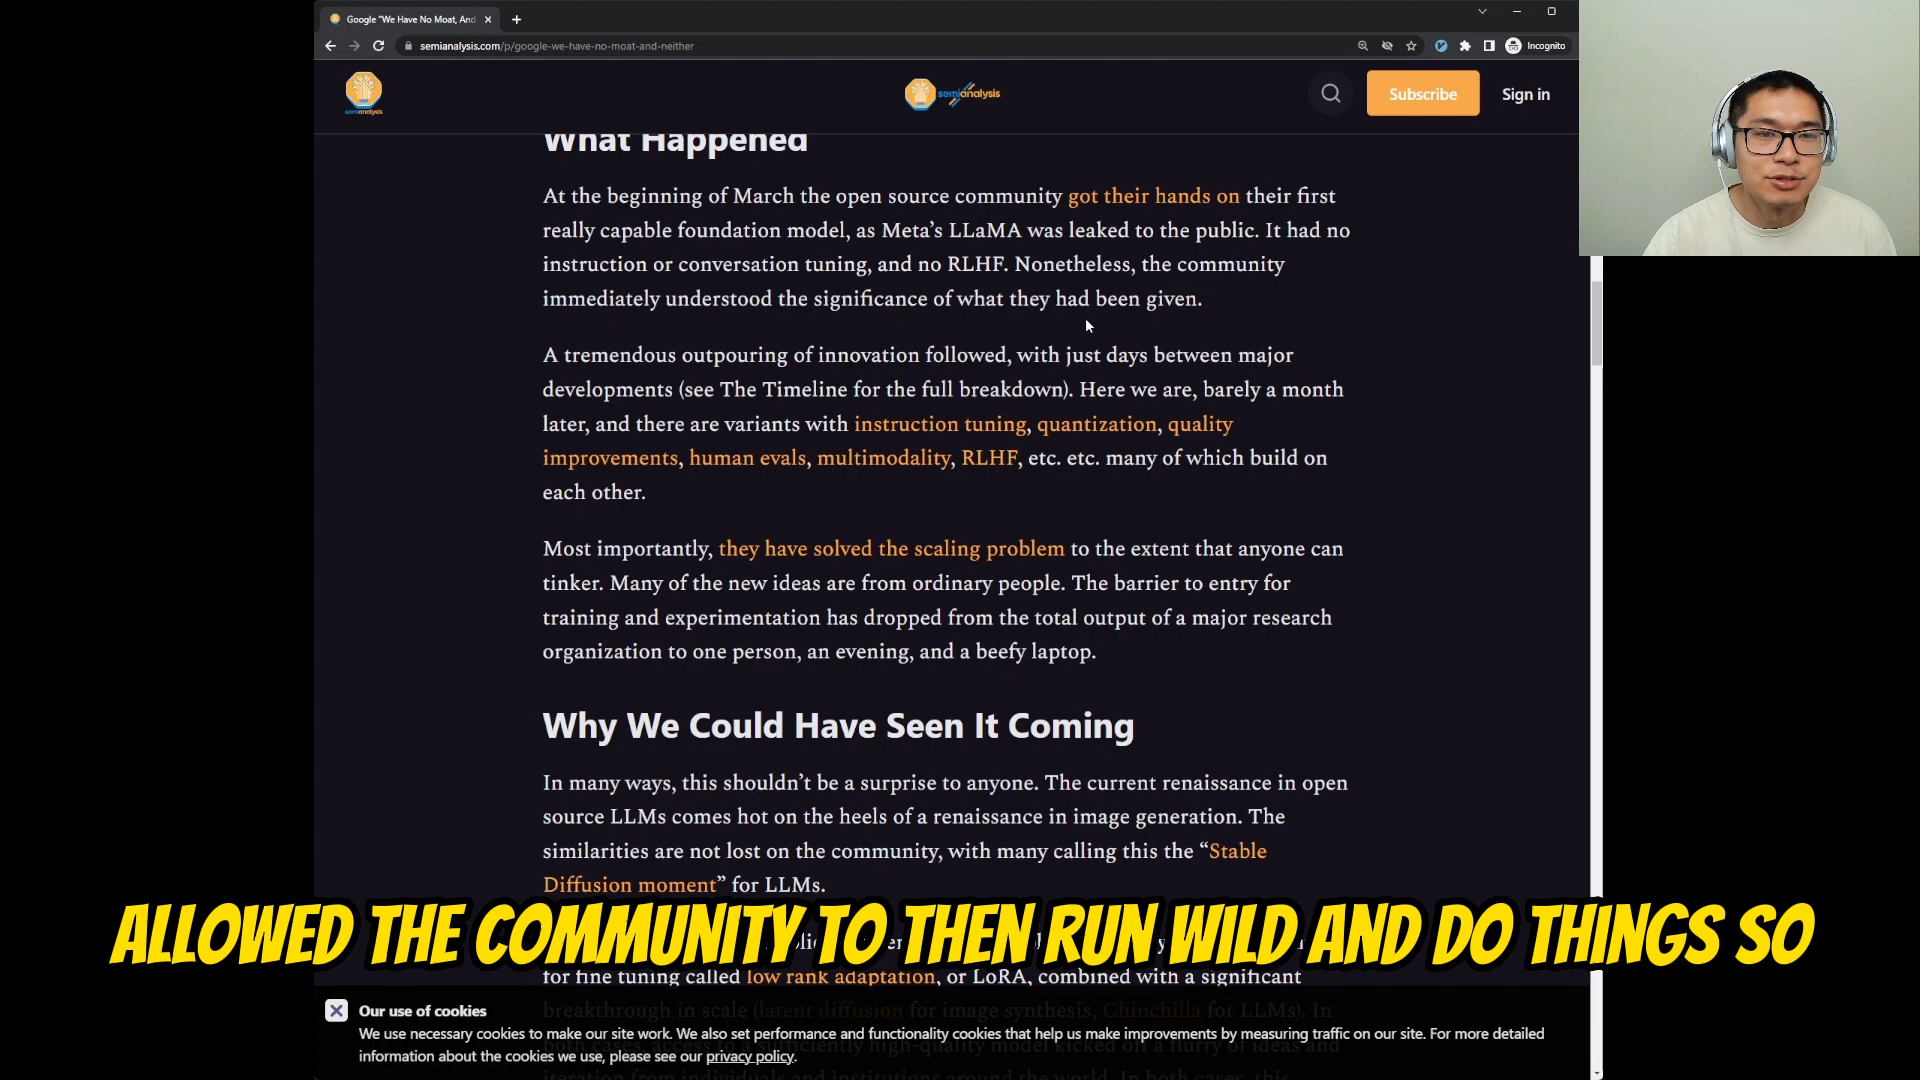 Google "We Have No Moat, And
semianalysis.com/p/google-we-have-no-moat-and-neither
Incognito
semianalysis
semianalysis
Subscribe
Sign in
What Happened
At the beginning of March the open source community got their hands on their first
really capable foundation model, as Meta's LLaMA was leaked to the public. It had no
instruction or conversation tuning, and no RLHF. Nonetheless, the community
immediately understood the significance of what they had been given.
A tremendous outpouring of innovation followed, with just days between major
developments (see The Timeline for the full breakdown). Here we are, barely a month
later, and there are variants with instruction tuning, quantization, quality
improvements, human evals, multimodality, RLHF, etc. etc. many of which build on
each other.
Most importantly, they have solved the scaling problem to the extent that anyone can
tinker. Many of the new ideas are from ordinary people. The barrier to entry for
training and experimentation has dropped from the total output of a major research
organization to one person, an evening, and a beefy laptop.
Why We Could Have Seen It Coming
In many ways, this shouldn't be a surprise to anyone. The current renaissance in open
source LLMs comes hot on the heels of a renaissance in image generation. The
similarities are not lost on the community, with many calling this the "Stable
Diffusion moment" for LLMs.
ALLOWED THE COMMUNITY TO THEN RUN WILD AND DO THINGS SO
for fine tuning called low rank adaptation, or LoRA, combined with a significant
breakthrough in scale (latent diffusion for image synthesis, Chinchilla for LLMs). In
both cases, access to a sufficiently high-quality model kicked off a flurry of ideas and
iteration from individuals and institutions around the world. In both cases, this
Our use of cookies
We use necessary cookies to make our site work. We also set performance and functionality cookies that help us make improvements by measuring traffic on our site. For more detailed
information about the cookies we use, please see our privacy policy.